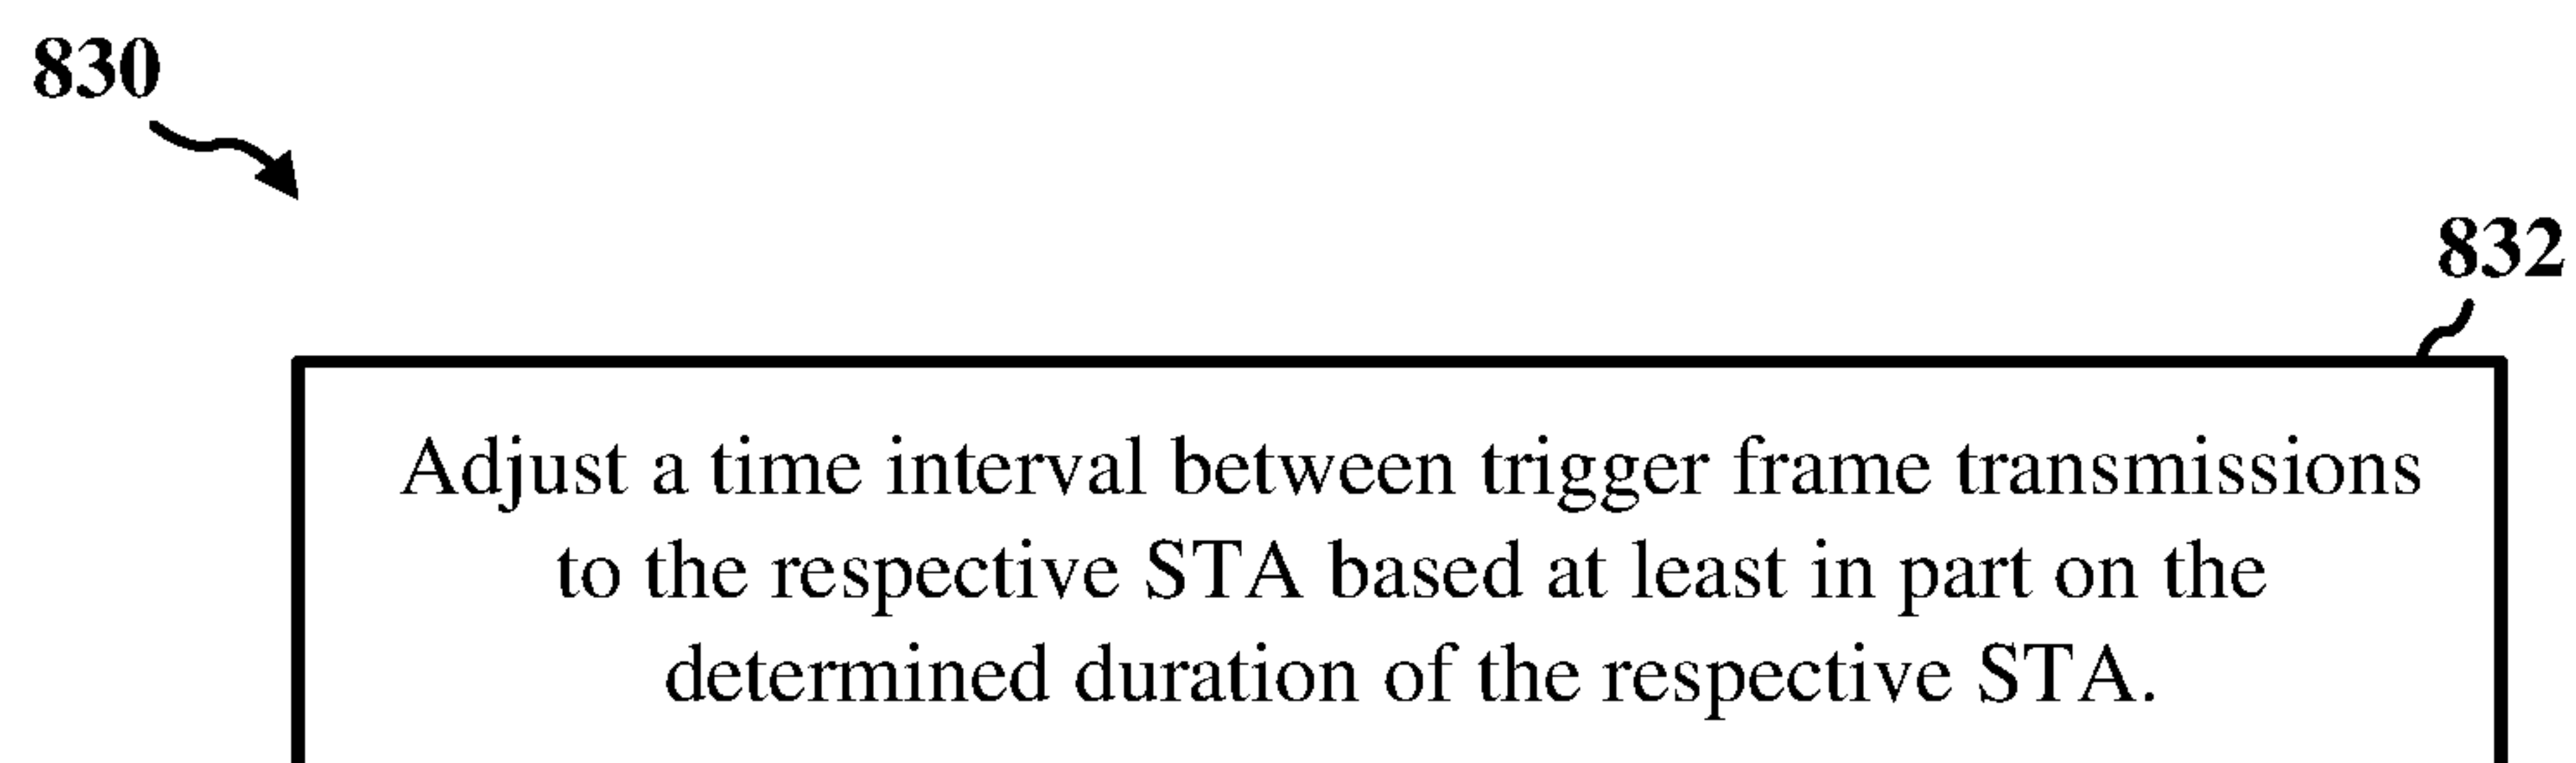 830
832
Adjust a time interval between trigger frame transmissions
to the respective STA based at least in part on the
determined duration of the respective STA.